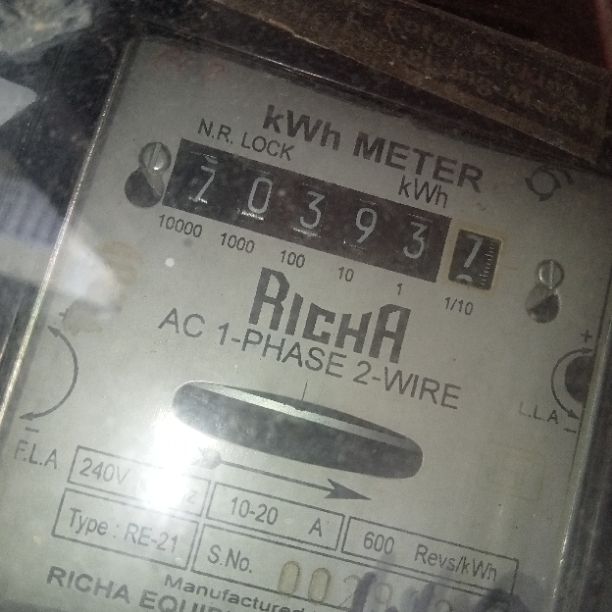 kWh METER
N.R. LOCK
kWh
7 0 3 9 3 7
10000 1000 100 10 1 1/10
RICHA
AC 1-PHASE 2-WIRE
+
+
L.L.A
-
-
F.L.A
240V
10-20 A
600 Revs/kWh
Type : RE-21
S.No.
Manufactured
RICHA